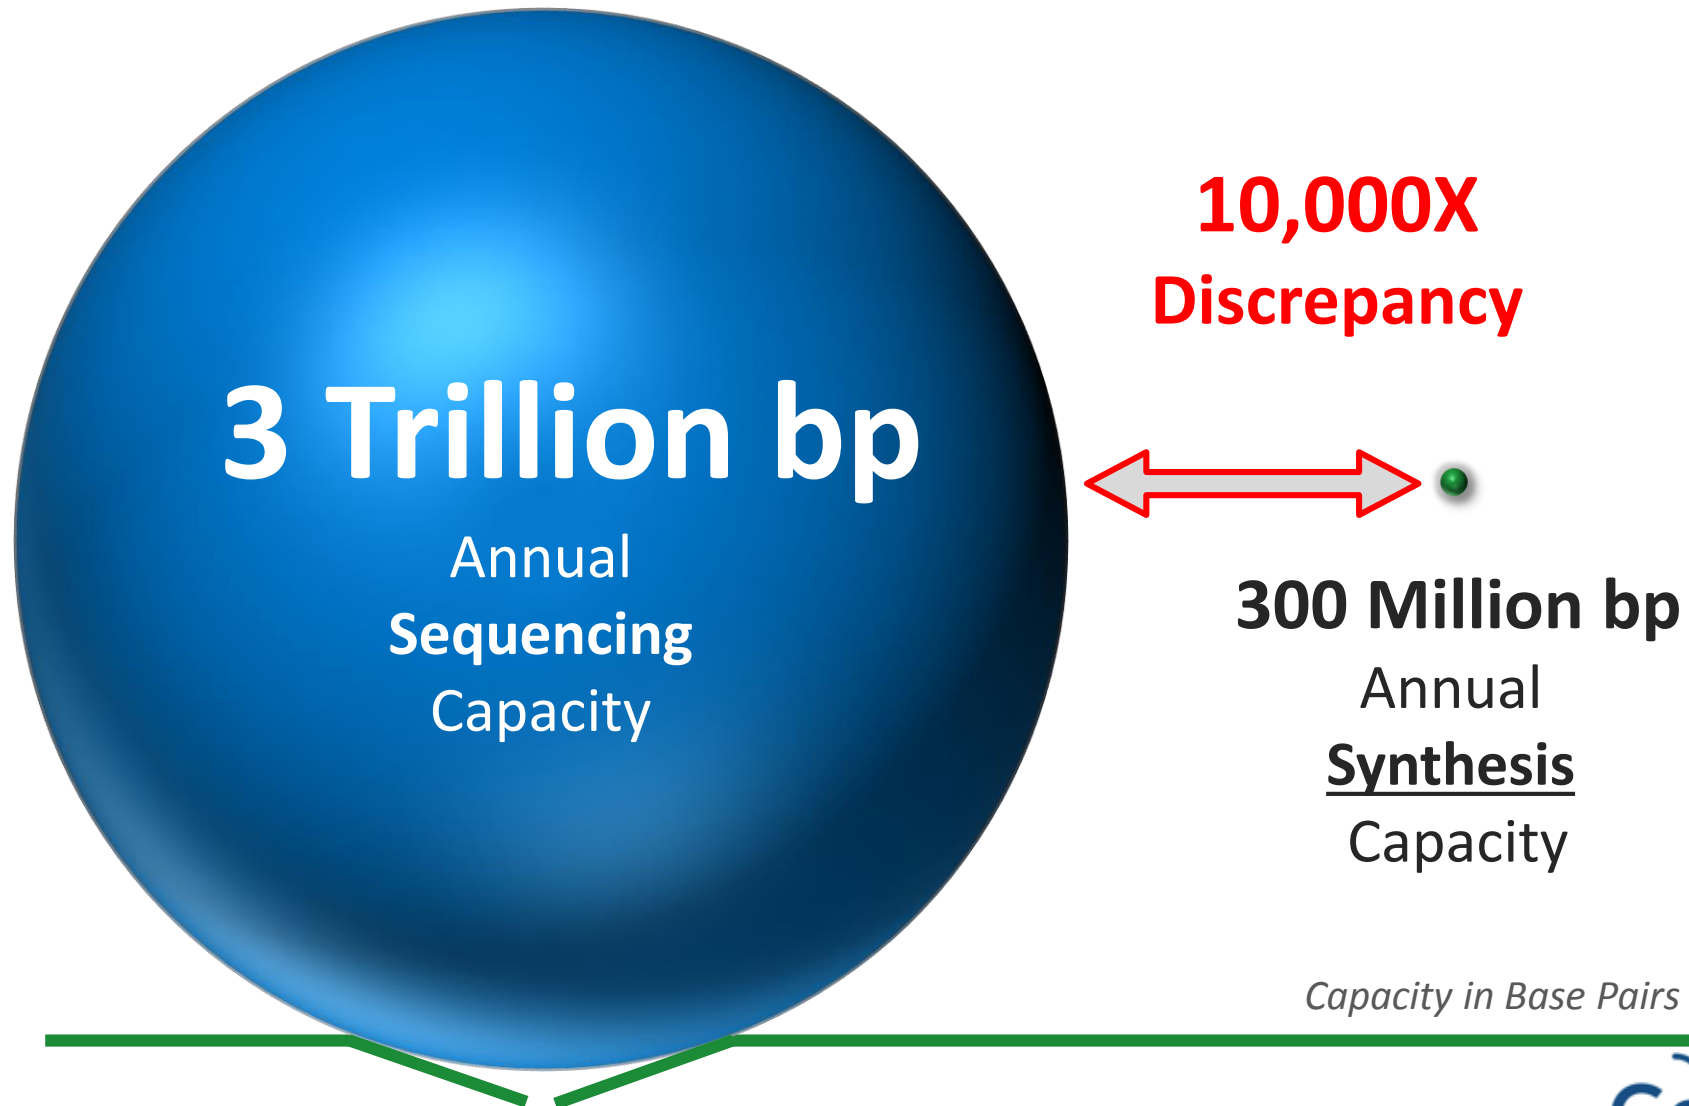 3 Trillion bp
Annual
Sequencing
Capacity
10,000X
Discrepancy
300 Million bp
Annual
Synthesis
Capacity
Capacity in Base Pairs